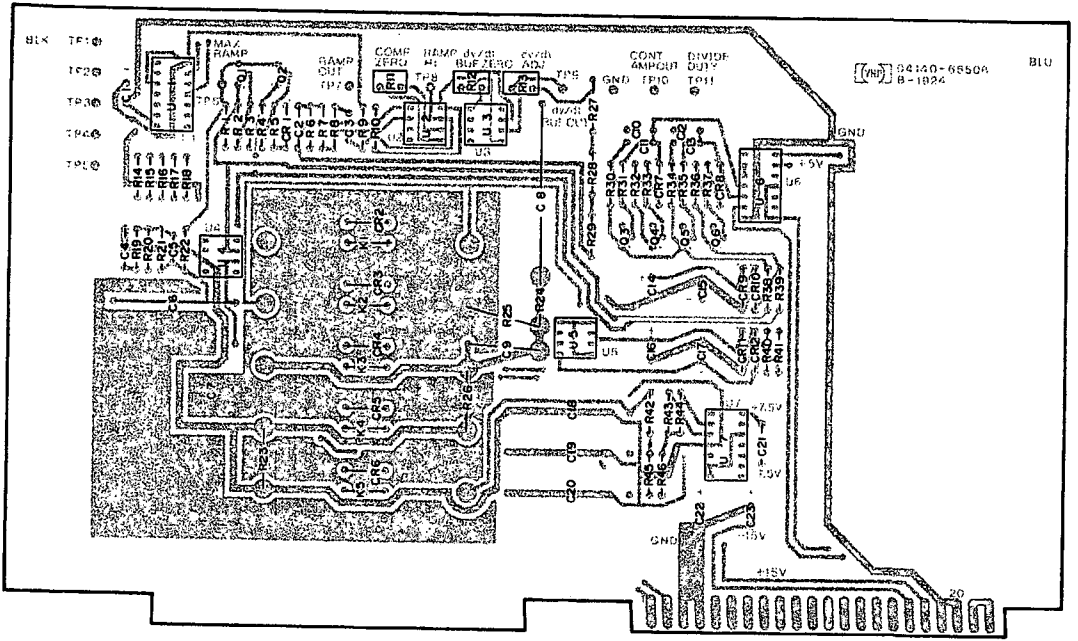 BLK TP1
MAX RAMP
TP2
TP3
TP4
TP5
TP6
Q1
Q2
RAMP OUT
TP7
COMP ZERO
R11
RAMP HI
TP8
dv/dt BUF ZERO
R12
dv/dt ADJ
R13
TP9
dv/dt BUF OUT
GND
CONT AMPOUT
TP10
DIVIDE DUTY
TP11
04140-6650A
B-1924
BLU
R1 R2 R3 R4 R5 CR1 C2 R6 R7 R8 C3 R9 R10
U2
U3
R27
R28
R29
C10 C11 C12 C13
R30 R31 R32 R33 CR7 R34 R35 R36 R37 CR8
Q3 Q4 Q5 Q6
U6
GND
+5V
R14 R15 R16 R17 R18
C4 R19 R20 R21 C5 R22
U4
C6
K1 CR2
K2 CR3
K3 CR4
K4 CR5
K5 CR6
R23
C8
R24
R25
C9
R26
U5
C14
C15
C16
CR9 CR10 R38 R39
CR11 CR12 R40 R41
C18
C19
C20
R42 R43 R44
R45 R46
U7
+7.5V
C21
7.5V
GND
C22
C23
-15V
+15V
20